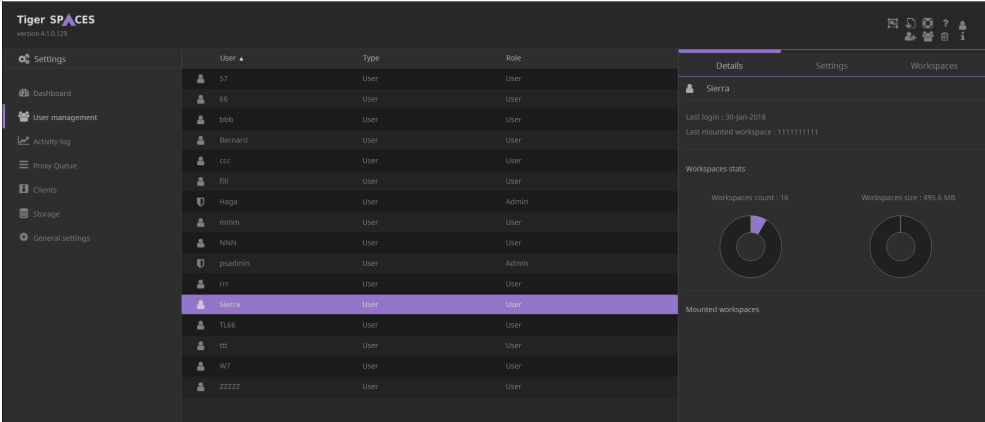 Tiger SPACES
version 4.1.0.129
?
i
Settings
Dashboard
User management
Activity log
Proxy Queue
Clients
Storage
General settings
User ▲ Type Role
57 User User
66 User User
bbb User User
Bernard User User
ccc User User
fill User User
Haga User Admin
mmm User User
NNN User User
psadmin User Admin
rrr User User
Sierra User User
TL66 User User
ttt User User
W7 User User
ZZZZZ User User
Details Settings Workspaces
Sierra
Last login : 30-Jan-2018
Last mounted workspace : 1111111111
Workspaces stats
Workspaces count : 16 Workspaces size : 495.6 MB
Mounted workspaces